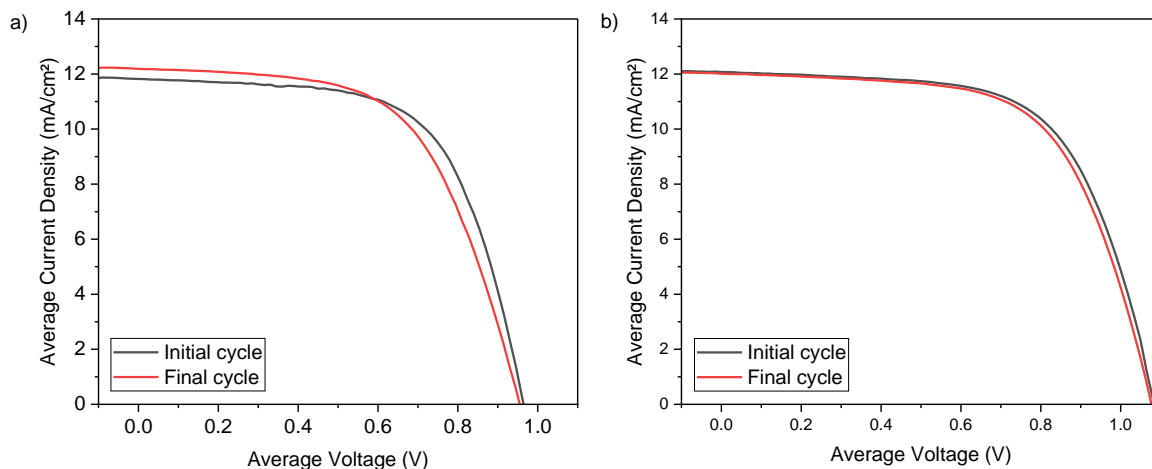 a)
Average Current Density (mA/cm²)
14
12
10
8
6
4
2
0
Initial cycle
Final cycle
0.0 0.2 0.4 0.6 0.8 1.0
Average Voltage (V)
b)
Average Current Density (mA/cm²)
14
12
10
8
6
4
2
0
Initial cycle
Final cycle
0.0 0.2 0.4 0.6 0.8 1.0
Average Voltage (V)